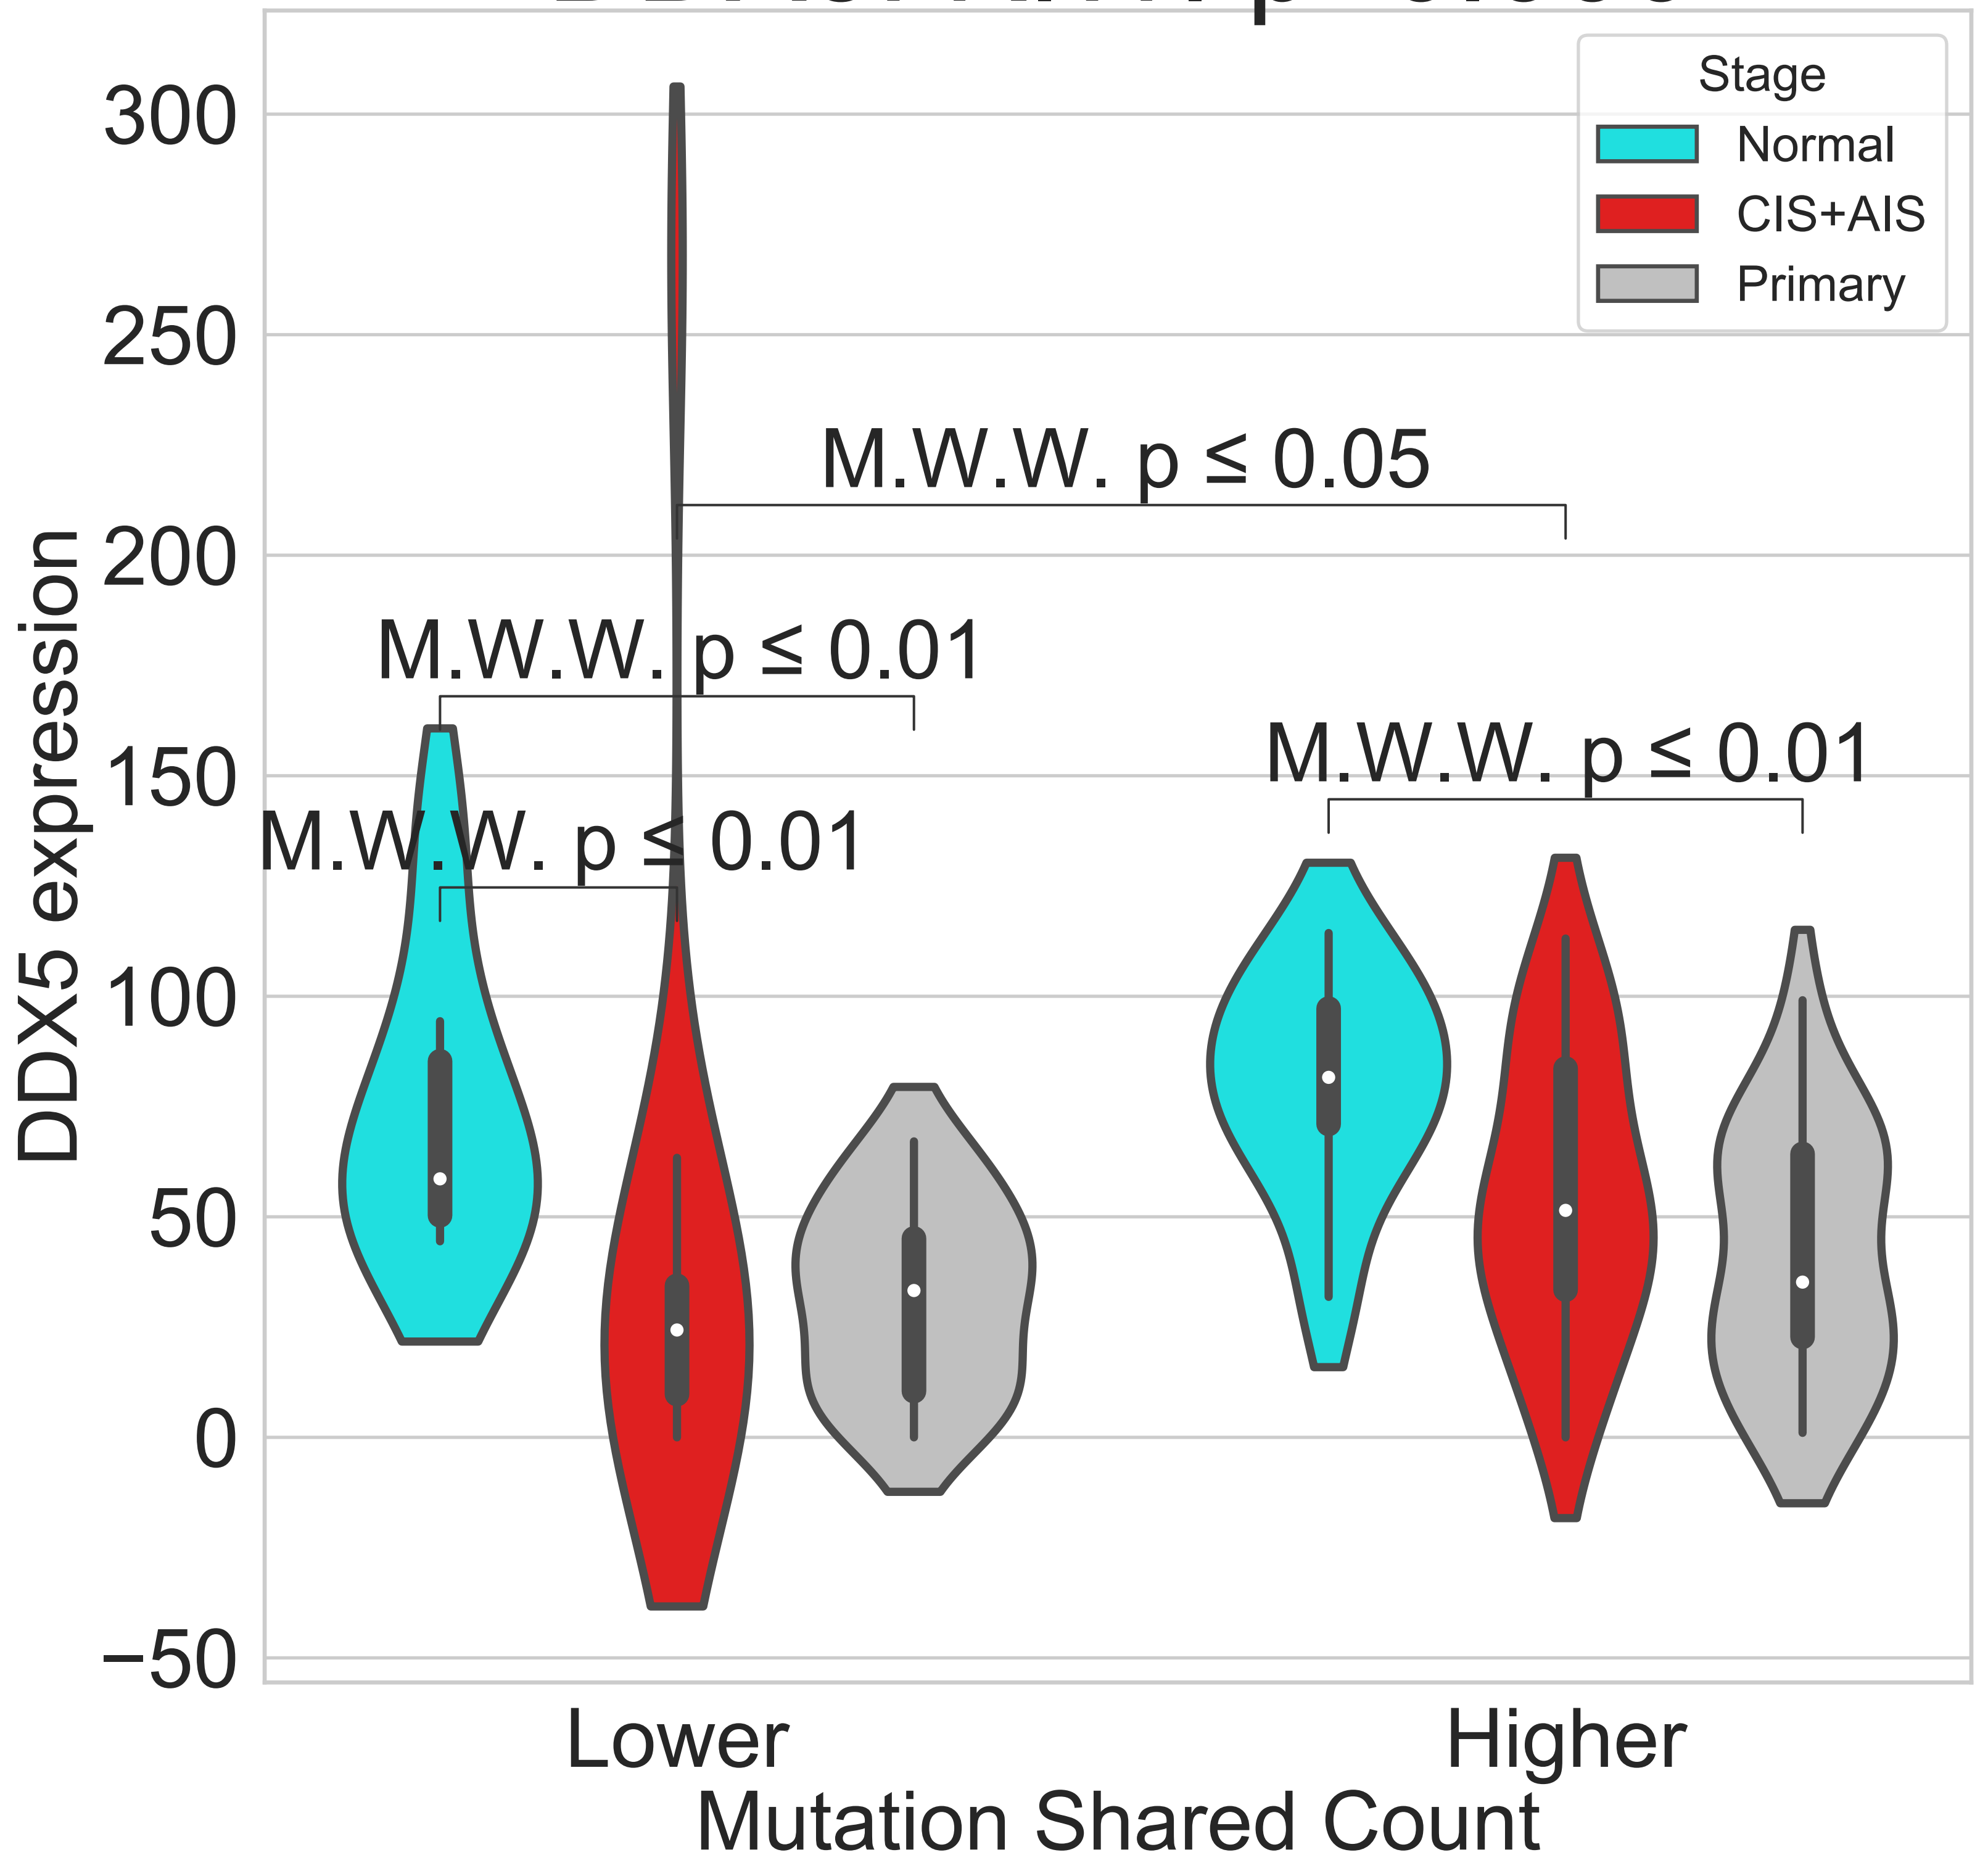 Stage
Normal
CIS+AIS
Primary
300
250
200
150
100
50
0
−50
DDX5 expression
M.W.W. p ≤ 0.05
M.W.W. p ≤ 0.01
M.W.W. p ≤ 0.01
M.W.W. p ≤ 0.01
Lower
Higher
Mutation Shared Count